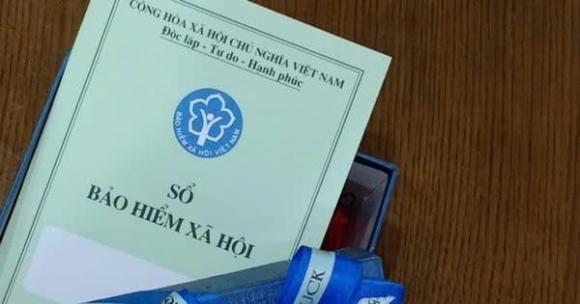 CỘNG HÒA XÃ HỘI CHỦ NGHĨA VIỆT NAM
Độc lập - Tự do - Hạnh phúc
BẢO HIỂM XÃ HỘI VIỆT NAM
SỔ
BẢO HIỂM XÃ HỘI
UCK